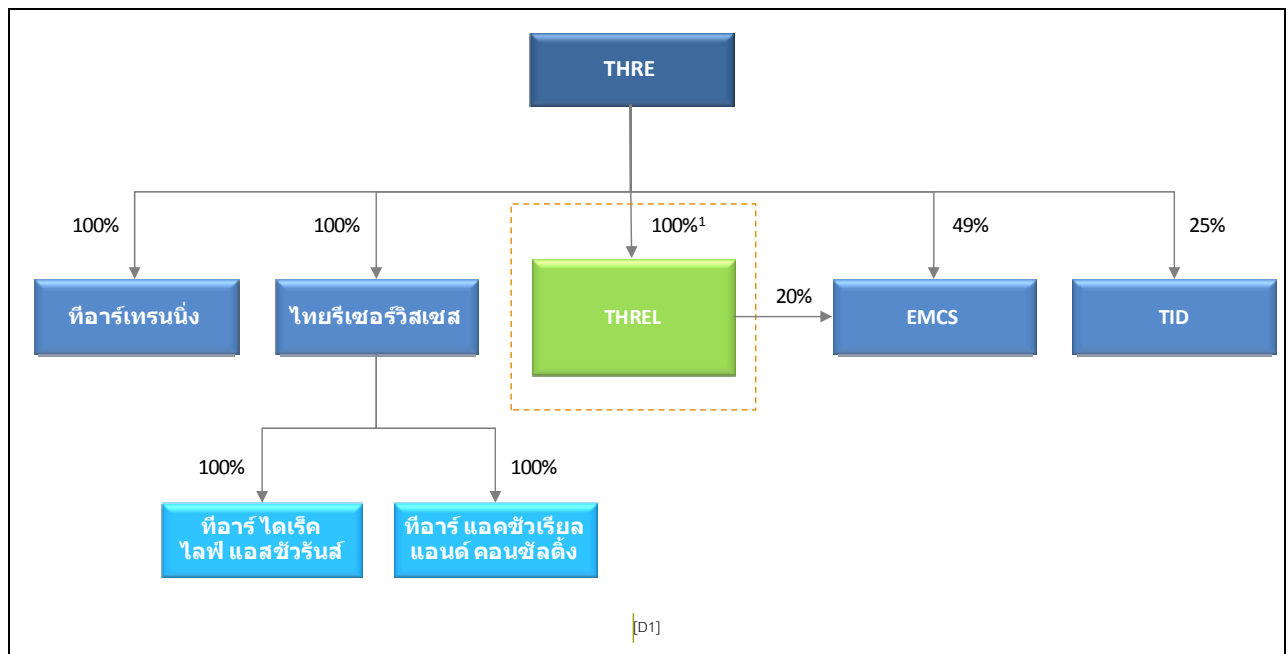 THRE
100%
100%
100%¹
49%
25%
ทีอาร์เทรนนิ่ง
ไทยรีเซอร์วิสเซส
THREL
20%
EMCS
TID
100%
100%
ทีอาร์ ไดเร็ค
ไลฟ์ แอสชัวรันส์
ทีอาร์ แอคชัวเรียล
แอนด์ คอนซัลติ้ง
[D1]